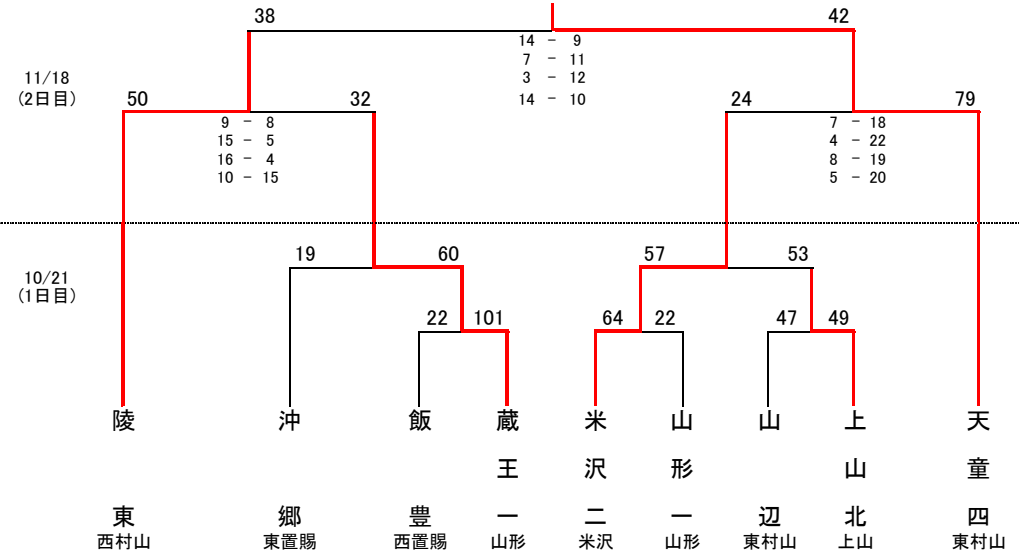 38 42
14 － 9
7 － 11
3 － 12
14 － 10
11/18
(2日目)
50 32 24 79
9 － 8
15 － 5
16 － 4
10 － 15
7 － 18
4 － 22
8 － 19
5 － 20
10/21
(1日目)
19 60 57 53
22 101 64 22 47 49
陵東
西村山
沖郷
東置賜
飯豊
西置賜
蔵王一
山形
米沢二
米沢
山形一
山形
山辺
東村山
上山北
上山
天童四
東村山